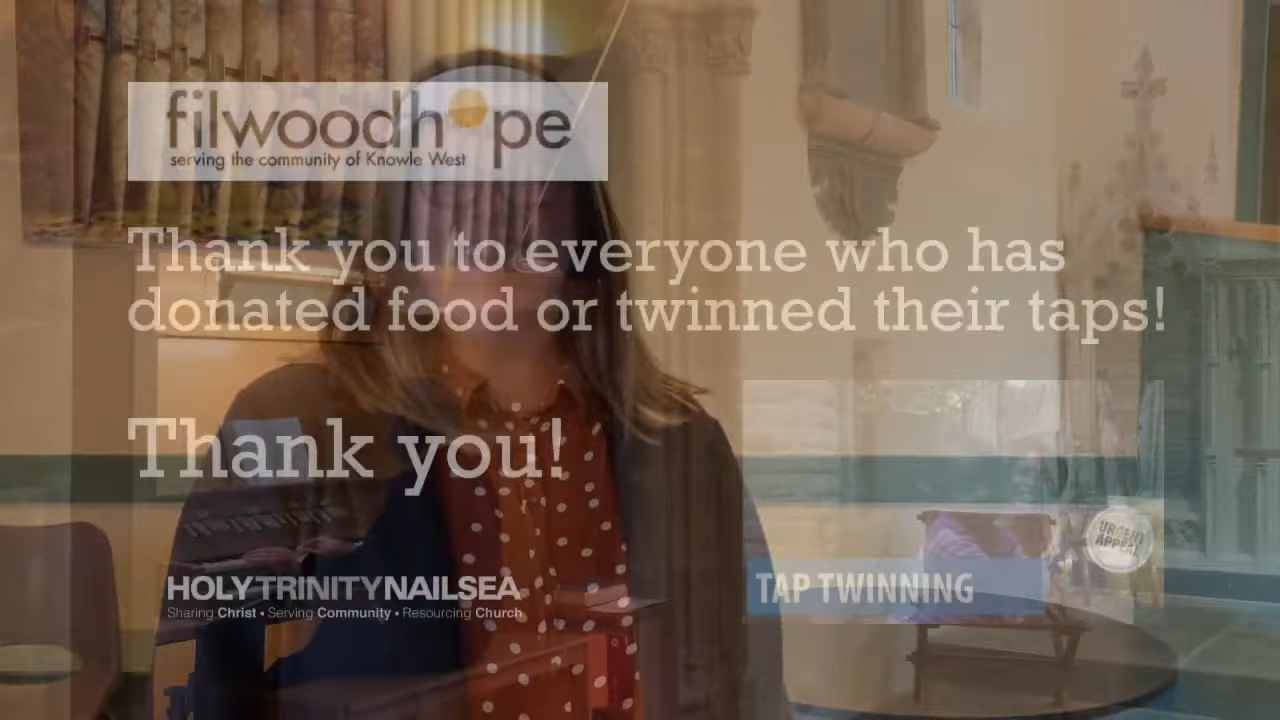 filwoodhope
serving the community of Knowle West
Thank you to everyone who has
donated food or twinned their taps!
Thank you!
HOLYTRINITYNAILSEA
Sharing Christ • Serving Community • Resourcing Church
TAP TWINNING
URGENT
APPEAL